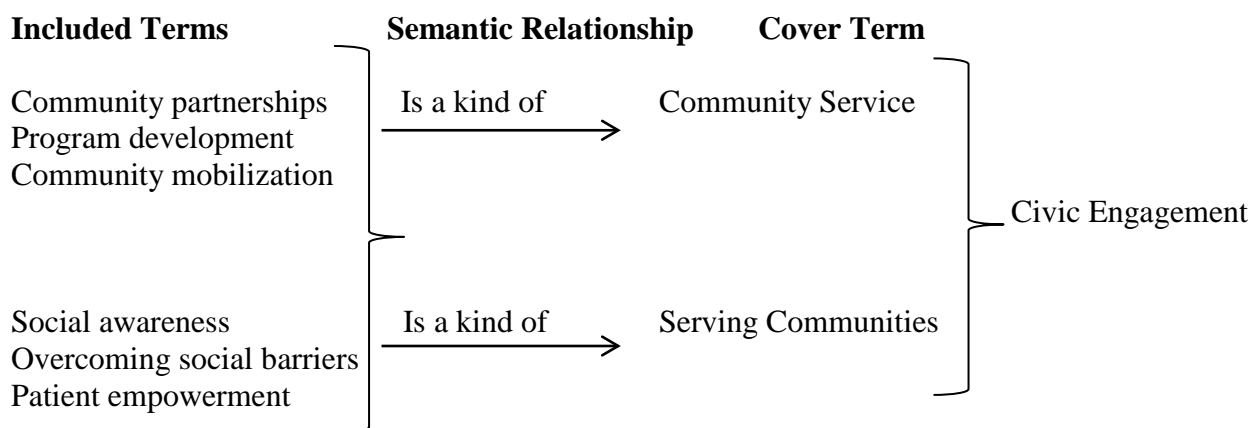 Included Terms Semantic Relationship Cover Term
Community partnerships Is a kind of Community Service
Program development
Community mobilization
Civic Engagement
Social awareness Is a kind of Serving Communities
Overcoming social barriers
Patient empowerment